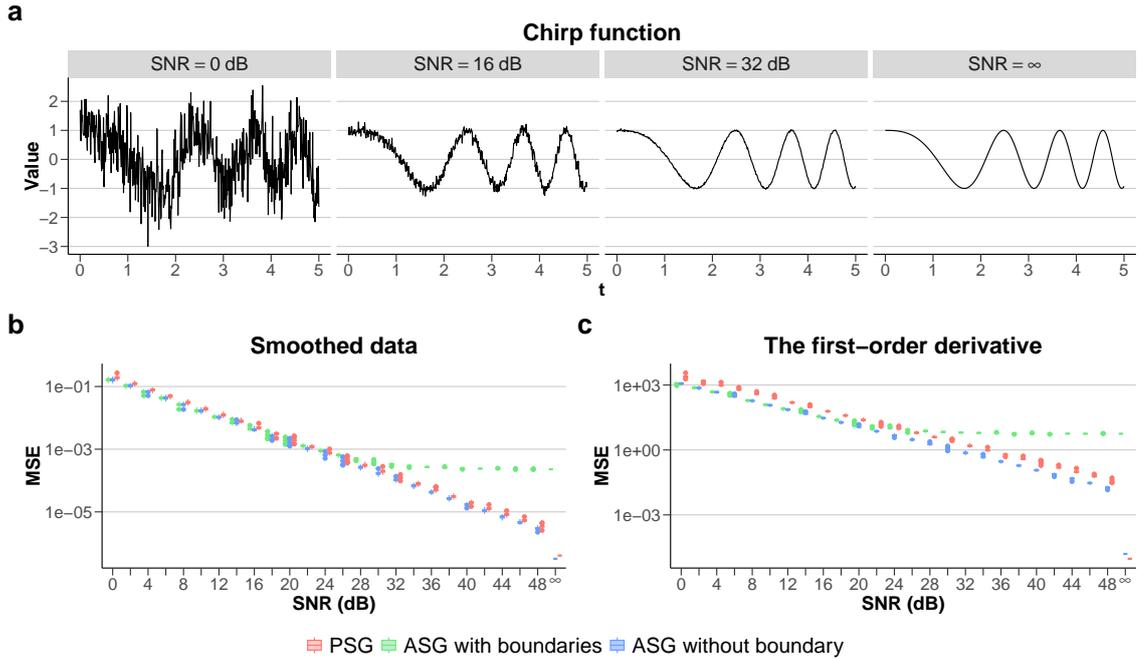 a
Chirp function
SNR = 0 dB SNR = 16 dB SNR = 32 dB SNR = ∞
Value
2
1
0
−1
−2
−3
0 1 2 3 4 5 0 1 2 3 4 5 0 1 2 3 4 5 0 1 2 3 4 5
t
b
Smoothed data
MSE
1e−01
1e−03
1e−05
0 4 8 12 16 20 24 28 32 36 40 44 48 ∞
SNR (dB)
c
The first−order derivative
MSE
1e+03
1e+00
1e−03
0 4 8 12 16 20 24 28 32 36 40 44 48 ∞
SNR (dB)
PSG ASG with boundaries ASG without boundary